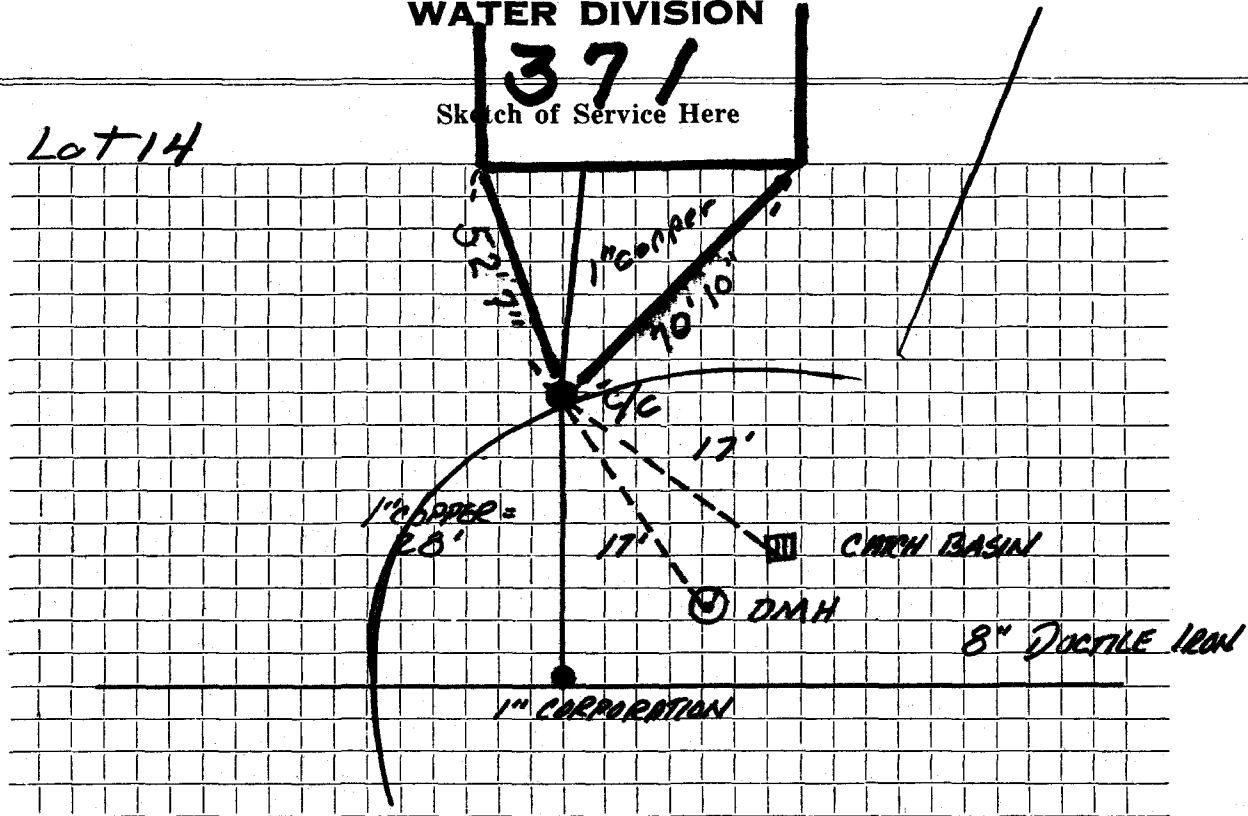 WATER DIVISION
371
Sketch of Service Here
LOT 14
52'7"
1" COPPER
70' 10"
C/C
17'
1" COPPER =
28'
17'
CATCH BASIN
DMH
8" DUCTILE IRON
1" CORPORATION